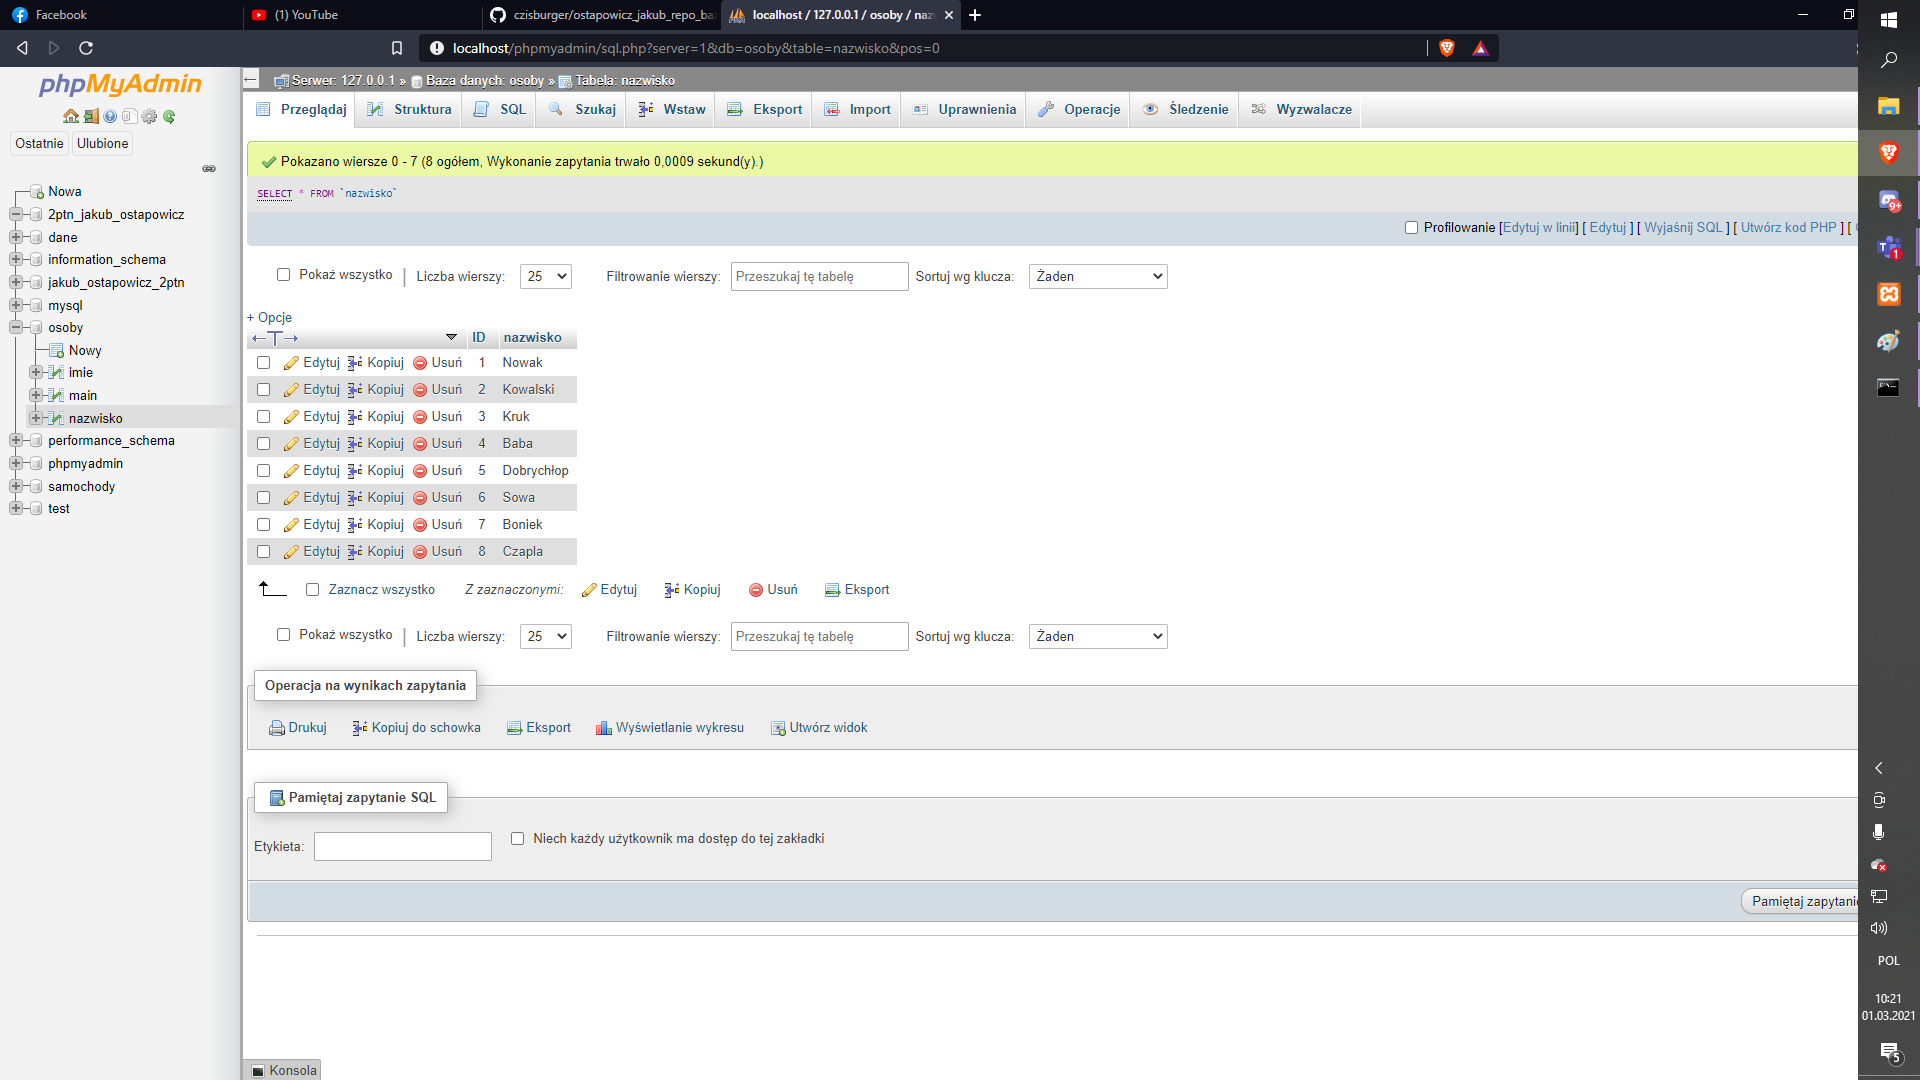 Facebook
(1) YouTube
czisburger/ostapowicz_jakub_repo_ba
localhost / 127.0.0.1 / osoby / naz
localhost/phpmyadmin/sql.php?server=1&db=osoby&table=nazwisko&pos=0
phpMyAdmin
Ostatnie
Ulubione
Nowa
2ptn_jakub_ostapowicz
dane
information_schema
jakub_ostapowicz_2ptn
mysql
osoby
Nowy
imie
main
nazwisko
performance_schema
phpmyadmin
samochody
test
Serwer: 127.0.0.1 » Baza danych: osoby » Tabela: nazwisko
Przeglądaj Struktura SQL Szukaj Wstaw Eksport Import Uprawnienia Operacje Śledzenie Wyzwalacze
Pokazano wiersze 0 - 7 (8 ogółem, Wykonanie zapytania trwało 0,0009 sekund(y).)
SELECT * FROM `nazwisko`
Profilowanie [Edytuj w linii] [ Edytuj ] [ Wyjaśnij SQL ] [ Utwórz kod PHP ] [
Pokaż wszystko | Liczba wierszy: 25 Filtrowanie wierszy: Przeszukaj tę tabelę Sortuj wg klucza: Żaden
+ Opcje
ID nazwisko
Edytuj Kopiuj Usuń 1 Nowak
Edytuj Kopiuj Usuń 2 Kowalski
Edytuj Kopiuj Usuń 3 Kruk
Edytuj Kopiuj Usuń 4 Baba
Edytuj Kopiuj Usuń 5 Dobrychłop
Edytuj Kopiuj Usuń 6 Sowa
Edytuj Kopiuj Usuń 7 Boniek
Edytuj Kopiuj Usuń 8 Czapla
Zaznacz wszystko Z zaznaczonymi: Edytuj Kopiuj Usuń Eksport
Pokaż wszystko | Liczba wierszy: 25 Filtrowanie wierszy: Przeszukaj tę tabelę Sortuj wg klucza: Żaden
Operacja na wynikach zapytania
Drukuj Kopiuj do schowka Eksport Wyświetlanie wykresu Utwórz widok
Pamiętaj zapytanie SQL
Etykieta: Niech każdy użytkownik ma dostęp do tej zakładki
Pamiętaj zapytanie
Konsola
9+
1
POL
10:21
01.03.2021
5